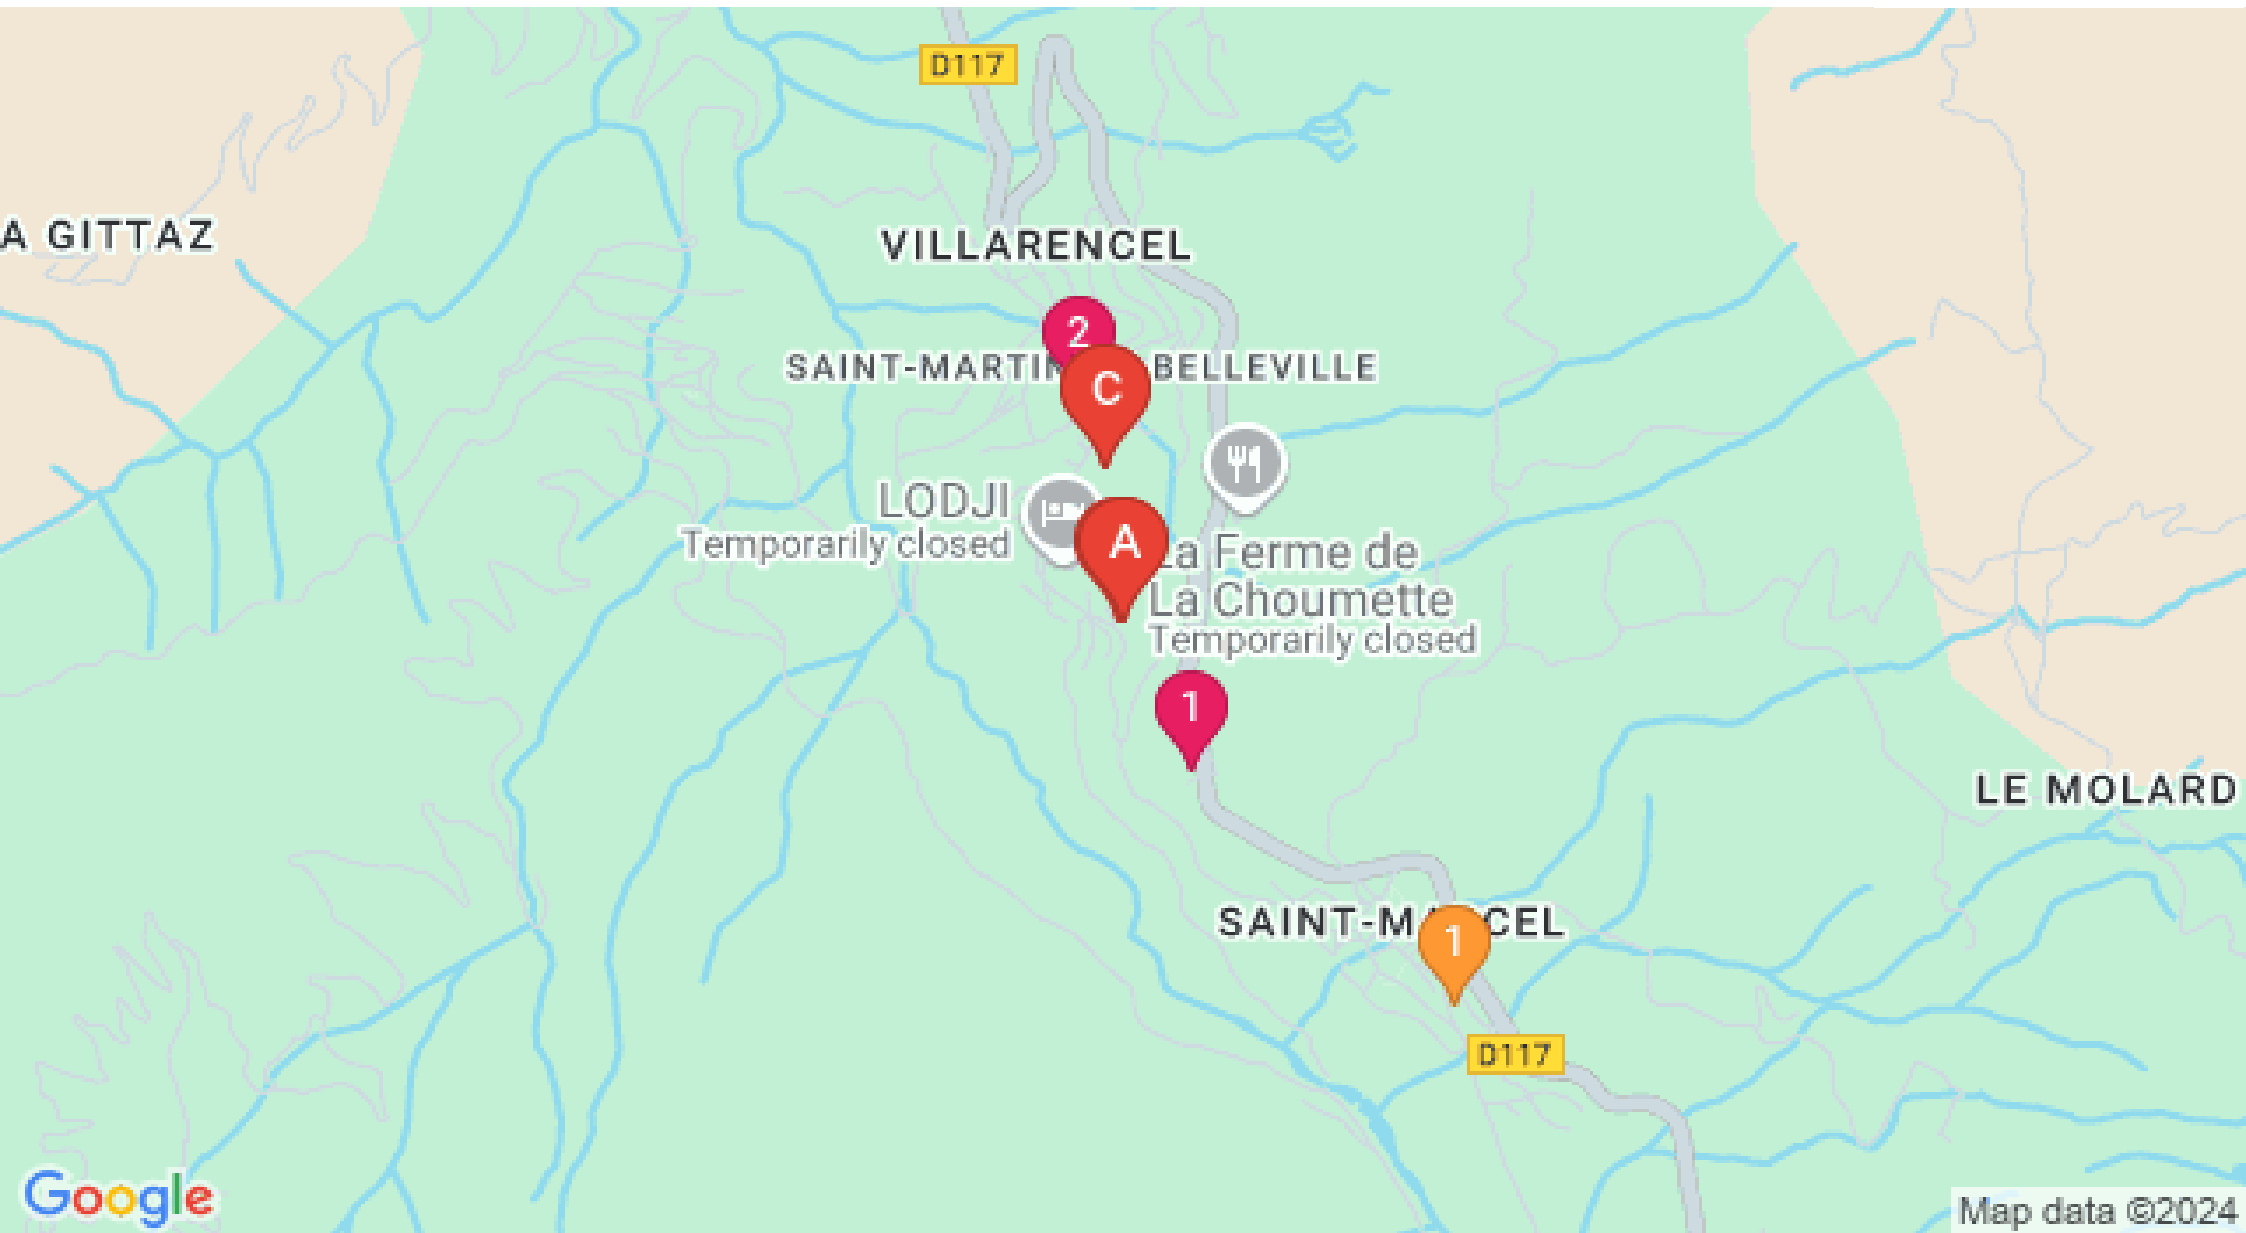 D117
A GITTAZ
VILLARENCEL
2
SAINT-MARTIN BELLEVILLE
C
LODJI
Temporarily closed
A
La Ferme de
La Choumette
Temporarily closed
1
LE MOLARD
SAINT-MARCEL
1
D117
Google
Map data ©2024